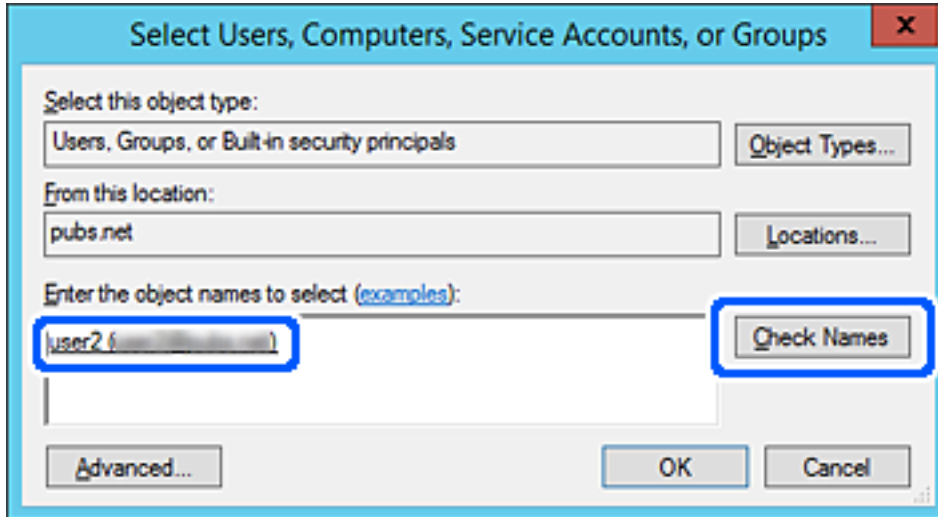 Select Users, Computers, Service Accounts, or Groups
x
Select this object type:
Users, Groups, or Built-in security principals
Object Types...
From this location:
pubs.net
Locations...
Enter the object names to select (examples):
user2 ( )
Check Names
Advanced...
OK
Cancel